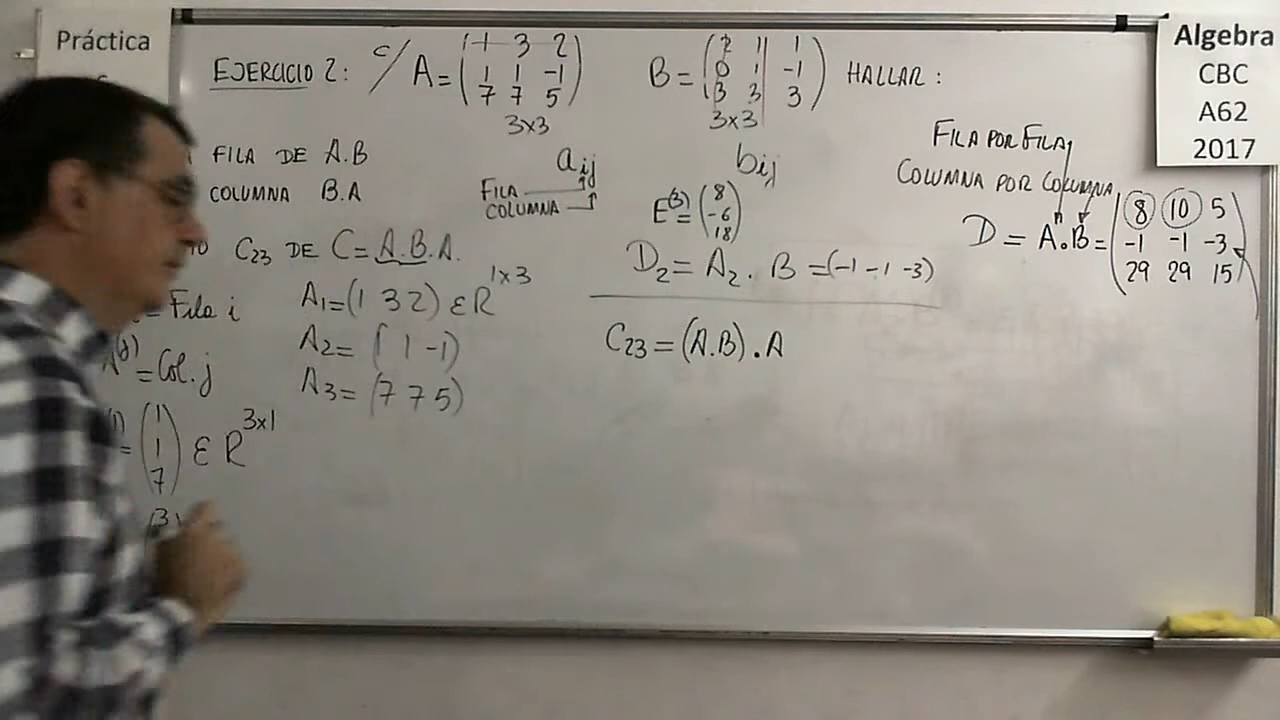 Práctica
Algebra
CBC
A62
2017
EJERCICIO 2: c/ A = (-1 3 2
1 1 -1
7 7 5)
3x3
B = (2 1 1
0 1 -1
3 3 3)
3x3
HALLAR:
FILA DE A.B
COLUMNA B.A
C23 DE C = A.B.A.
= Fila i
A(j) = Col. j
= (1
1
7) ε R 3x1
A1 = (1 3 2) ε R 1x3
A2 = (1 1 -1)
A3 = (7 7 5)
aij
FILA
COLUMNA
bij
E(3) = (8
-6
18)
D2 = A2 . B = (-1 -1 -3)
C23 = (A.B) . A
FILA POR FILA
COLUMNA POR COLUMNA
D = A.B = (8 10 5
-1 -1 -3
29 29 15)